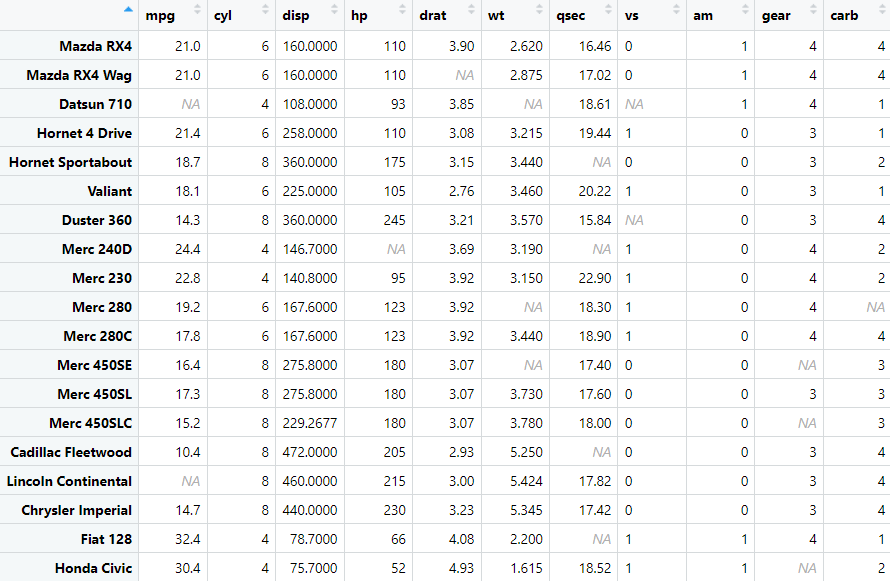 mpg cyl disp hp drat wt qsec vs am gear carb
Mazda RX4 21.0 6 160.0000 110 3.90 2.620 16.46 0 1 4 4
Mazda RX4 Wag 21.0 6 160.0000 110 NA 2.875 17.02 0 1 4 4
Datsun 710 NA 4 108.0000 93 3.85 NA 18.61 NA 1 4 1
Hornet 4 Drive 21.4 6 258.0000 110 3.08 3.215 19.44 1 0 3 1
Hornet Sportabout 18.7 8 360.0000 175 3.15 3.440 NA 0 0 3 2
Valiant 18.1 6 225.0000 105 2.76 3.460 20.22 1 0 3 1
Duster 360 14.3 8 360.0000 245 3.21 3.570 15.84 NA 0 3 4
Merc 240D 24.4 4 146.7000 NA 3.69 3.190 NA 1 0 4 2
Merc 230 22.8 4 140.8000 95 3.92 3.150 22.90 1 0 4 2
Merc 280 19.2 6 167.6000 123 3.92 NA 18.30 1 0 4 NA
Merc 280C 17.8 6 167.6000 123 3.92 3.440 18.90 1 0 4 4
Merc 450SE 16.4 8 275.8000 180 3.07 NA 17.40 0 0 NA 3
Merc 450SL 17.3 8 275.8000 180 3.07 3.730 17.60 0 0 3 3
Merc 450SLC 15.2 8 229.2677 180 3.07 3.780 18.00 0 0 NA 3
Cadillac Fleetwood 10.4 8 472.0000 205 2.93 5.250 NA 0 0 3 4
Lincoln Continental NA 8 460.0000 215 3.00 5.424 17.82 0 0 3 4
Chrysler Imperial 14.7 8 440.0000 230 3.23 5.345 17.42 0 0 3 4
Fiat 128 32.4 4 78.7000 66 4.08 2.200 NA 1 1 4 1
Honda Civic 30.4 4 75.7000 52 4.93 1.615 18.52 1 1 NA 2